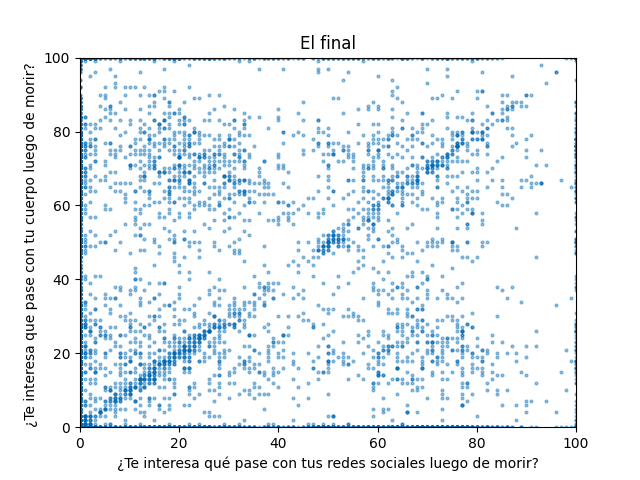 El final
¿Te interesa que pase con tu cuerpo luego de morir?
100
80
60
40
20
0
0 20 40 60 80 100
¿Te interesa qué pase con tus redes sociales luego de morir?